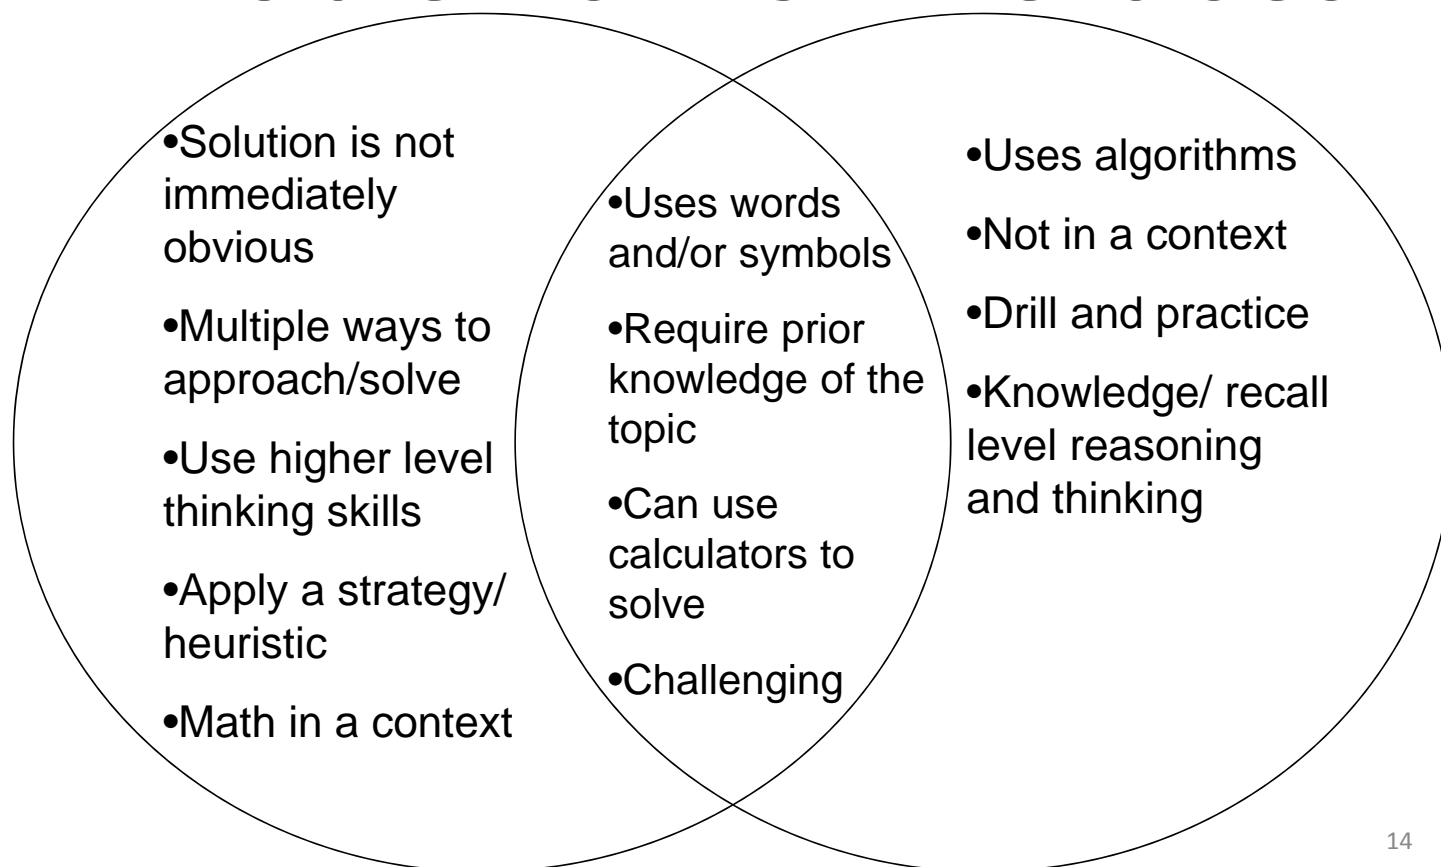 •Solution is not
immediately
obvious
•Multiple ways to
approach/solve
•Use higher level
thinking skills
•Apply a strategy/
heuristic
•Math in a context
•Uses words
and/or symbols
•Require prior
knowledge of the
topic
•Can use
calculators to
solve
•Challenging
•Uses algorithms
•Not in a context
•Drill and practice
•Knowledge/ recall
level reasoning
and thinking
14